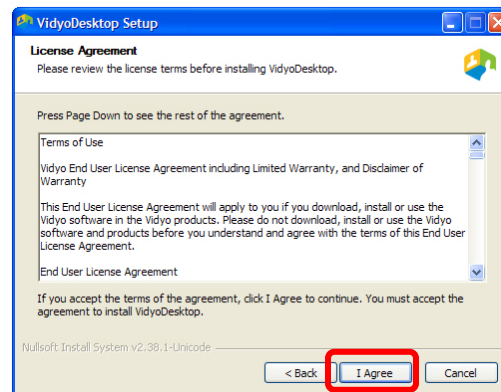 VidyoDesktop Setup
License Agreement
Please review the license terms before installing VidyoDesktop.
Press Page Down to see the rest of the agreement.
Terms of Use
Vidyo End User License Agreement including Limited Warranty, and Disclaimer of
Warranty
This End User License Agreement will apply to you if you download, install or use the
Vidyo software in the Vidyo products. Please do not download, install or use the Vidyo
software and products before you understand and agree with the terms of this End User
License Agreement.
End User License Agreement
If you accept the terms of the agreement, click I Agree to continue. You must accept the
agreement to install VidyoDesktop.
Nullsoft Install System v2.38.1-Unicode
< Back
I Agree
Cancel